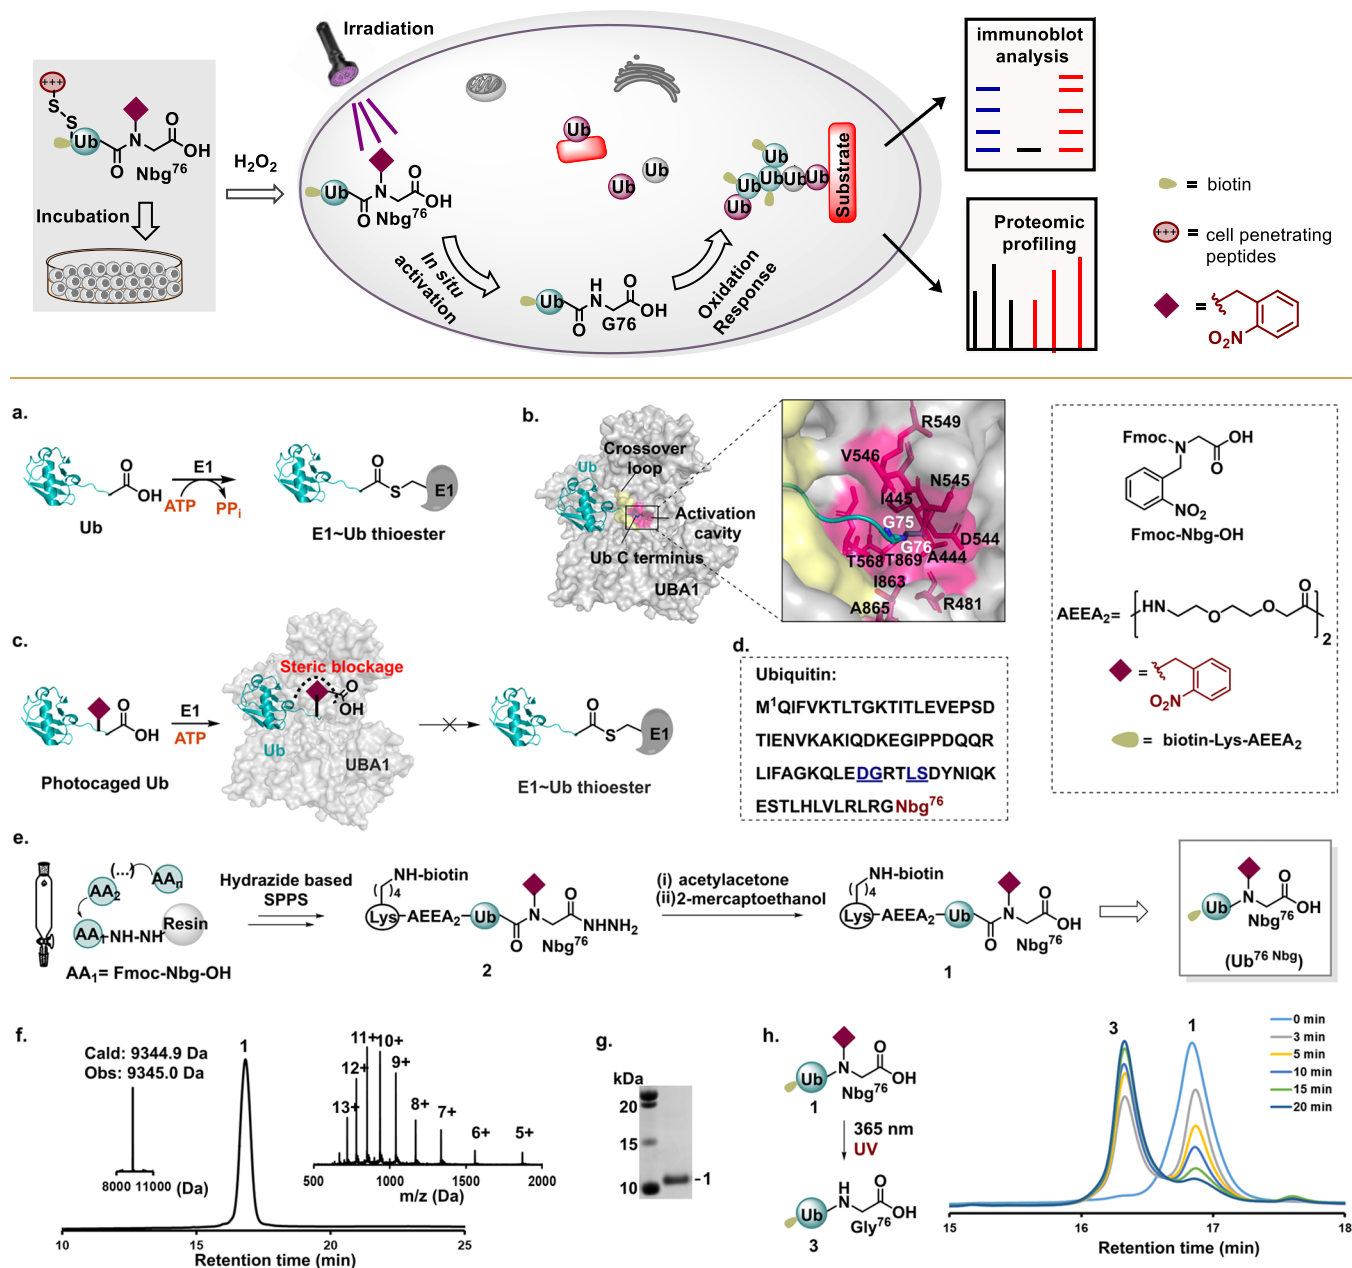 Irradiation
+++
S
S
Ub
N
O
O
OH
Nbg76
Incubation
H2O2
Ub
N
O
O
OH
Nbg76
In situ
activation
Ub
H
N
O
O
OH
G76
Ub
Ub
Ub
Oxidation
Response
Ub
Ub
Ub
Ub
Ub
Ub
Substrate
immunoblot
analysis
Proteomic
profiling
= biotin
+++ = cell penetrating
peptides
=
O2N
a.
Ub
O
OH
E1
ATP
PPi
O
S
E1
E1~Ub thioester
b.
Ub
Crossover
loop
Activation
cavity
Ub C terminus
UBA1
R549
V546
N545
I445
G75
G76
D544
T568
T869
A444
I863
A865
R481
Fmoc
N
O
OH
NO2
Fmoc-Nbg-OH
AEEA2=
HN
O
O
O
2
=
O2N
= biotin-Lys-AEEA2
c.
Photocaged Ub
O
OH
E1
ATP
Steric blockage
O
OH
Ub
UBA1
O
S
E1
E1~Ub thioester
d.
Ubiquitin:
M1QIFVKTLTGKTITLEVEPSD
TIENVKAKIQDKEGIPPDQQR
LIFAGKQLEDGRTLSDYNIQK
ESTLHLVLRLRGNbg76
e.
(...)
AA2
AAn
AA1
NH-NH
Resin
AA1= Fmoc-Nbg-OH
Hydrazide based
SPPS
NH-biotin
4
Lys
AEEA2
Ub
N
O
O
NHNH2
Nbg76
2
(i) acetylacetone
(ii)2-mercaptoethanol
NH-biotin
4
Lys
AEEA2
Ub
N
O
O
OH
Nbg76
1
Ub
N
O
OH
Nbg76
(Ub76 Nbg)
f.
Cald: 9344.9 Da
Obs: 9345.0 Da
8000 11000 (Da)
1
13+
12+
11+
10+
9+
8+
7+
6+
5+
500 1000 1500 2000
m/z (Da)
10 15 20 25
Retention time (min)
g.
kDa
20
15
10
-1
h.
Ub
N
O
OH
Nbg76
1
365 nm
UV
Ub
H
N
O
OH
Gly76
3
3
1
0 min
3 min
5 min
10 min
15 min
20 min
15 16 17 18
Retention time (min)